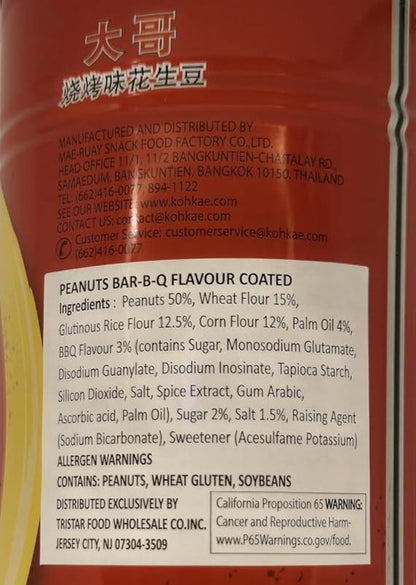 大哥
烧烤味花生豆
MANUFACTURED AND DISTRIBUTED BY
MAE-RUAY SNACK FOOD FACTORY CO.,LTD.
HEAD OFFICE 11/1, 11/2 BANGKUNTIEN-CHAITALAY RD.,
SAMAEDUM, BANGKUNTIEN, BANGKOK 10150, THAILAND
TEL. (662)416-0077, 894-1122
SEE OUR WEBSITE: www.kohkae.com
CONTACT US: contact@kohkae.com
Customer Service: customerservice@kohkae.com
(662)416-0077
PEANUTS BAR-B-Q FLAVOUR COATED
Ingredients : Peanuts 50%, Wheat Flour 15%,
Glutinous Rice Flour 12.5%, Corn Flour 12%, Palm Oil 4%,
BBQ Flavour 3% (contains Sugar, Monosodium Glutamate,
Disodium Guanylate, Disodium Inosinate, Tapioca Starch,
Silicon Dioxide, Salt, Spice Extract, Gum Arabic,
Ascorbic acid, Palm Oil), Sugar 2%, Salt 1.5%, Raising Agent
(Sodium Bicarbonate), Sweetener (Acesulfame Potassium)
ALLERGEN WARNINGS
CONTAINS: PEANUTS, WHEAT GLUTEN, SOYBEANS
DISTRIBUTED EXCLUSIVELY BY
TRISTAR FOOD WHOLESALE CO.INC.
JERSEY CITY, NJ 07304-3509
California Proposition 65 WARNING:
Cancer and Reproductive Harm-
www.P65Warnings.co.gov/food.